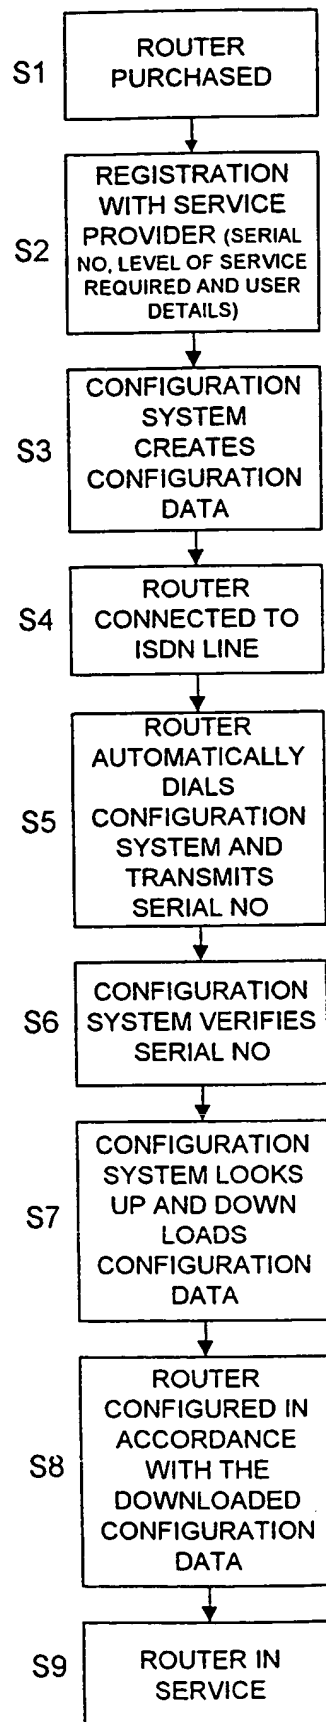 S1
ROUTER
PURCHASED
S2
REGISTRATION
WITH SERVICE
PROVIDER (SERIAL
NO, LEVEL OF SERVICE
REQUIRED AND USER
DETAILS)
S3
CONFIGURATION
SYSTEM
CREATES
CONFIGURATION
DATA
S4
ROUTER
CONNECTED TO
ISDN LINE
S5
ROUTER
AUTOMATICALLY
DIALS
CONFIGURATION
SYSTEM AND
TRANSMITS
SERIAL NO
S6
CONFIGURATION
SYSTEM VERIFIES
SERIAL NO
S7
CONFIGURATION
SYSTEM LOOKS
UP AND DOWN
LOADS
CONFIGURATION
DATA
S8
ROUTER
CONFIGURED IN
ACCORDANCE
WITH THE
DOWNLOADED
CONFIGURATION
DATA
S9
ROUTER IN
SERVICE